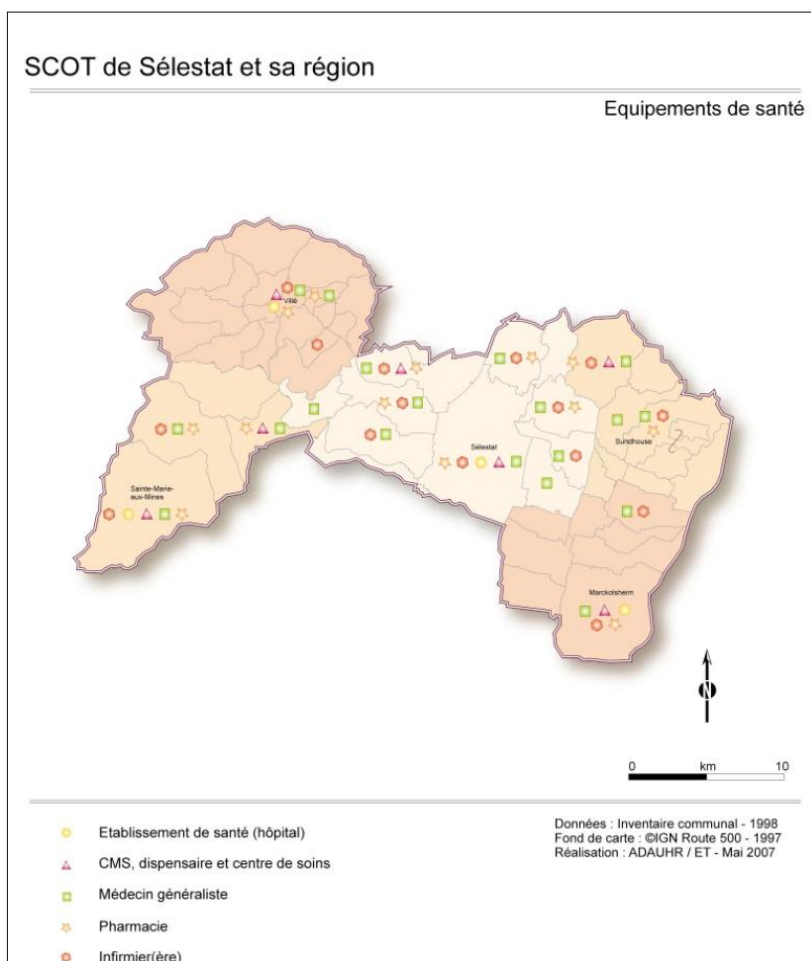 SCOT de Sélestat et sa région
Equipements de santé
Villé
Sélestat
Sundhouse
Sainte-Marie-
aux-Mines
Marckolsheim
N
0 km 10
Etablissement de santé (hôpital)
CMS, dispensaire et centre de soins
Médecin généraliste
Pharmacie
Infirmier(ère)
Données : Inventaire communal - 1998
Fond de carte : ©IGN Route 500 - 1997
Réalisation : ADAUHR / ET - Mai 2007